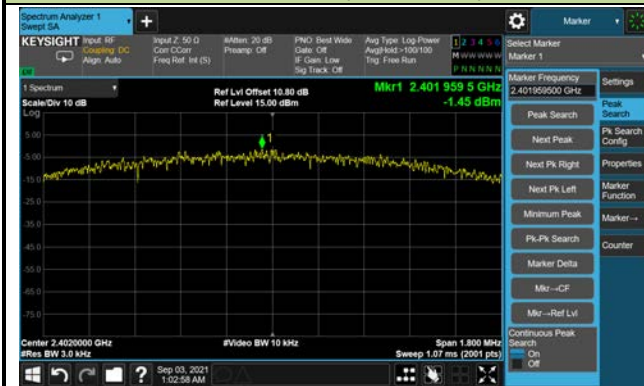 Spectrum Analyzer 1
Swept SA
+
Marker
KEYSIGHT
Input: RF
Coupling: DC
Align: Auto
Input Z: 50 Ω
Corr CCorr
Freq Ref: Int (S)
#Atten: 20 dB
Preamp: Off
PNO: Best Wide
Gate: Off
IF Gain: Low
Sig Track: Off
Avg Type: Log-Power
Avg|Hold:>100/100
Trig: Free Run
1 2 3 4 5 6
M W W W W W
P N N N N N
Select Marker
Marker 1
1 Spectrum
Scale/Div 10 dB
Log
Ref Lvl Offset 10.80 dB
Ref Level 15.00 dBm
Mkr1 2.401 959 5 GHz
-1.45 dBm
1
5.00
-5.00
-15.0
-25.0
-35.0
-45.0
-55.0
-65.0
-75.0
Center 2.4020000 GHz
#Res BW 3.0 kHz
#Video BW 10 kHz
Span 1.800 MHz
Sweep 1.07 ms (2001 pts)
Marker Frequency
2.401959500 GHz
Peak Search
Next Peak
Next Pk Right
Next Pk Left
Minimum Peak
Pk-Pk Search
Marker Delta
Mkr→CF
Mkr→Ref Lvl
Continuous Peak
Search
On
Off
Settings
Peak
Search
Pk Search
Config
Properties
Marker
Function
Marker→
Counter
?
Sep 03, 2021
1:02:58 AM